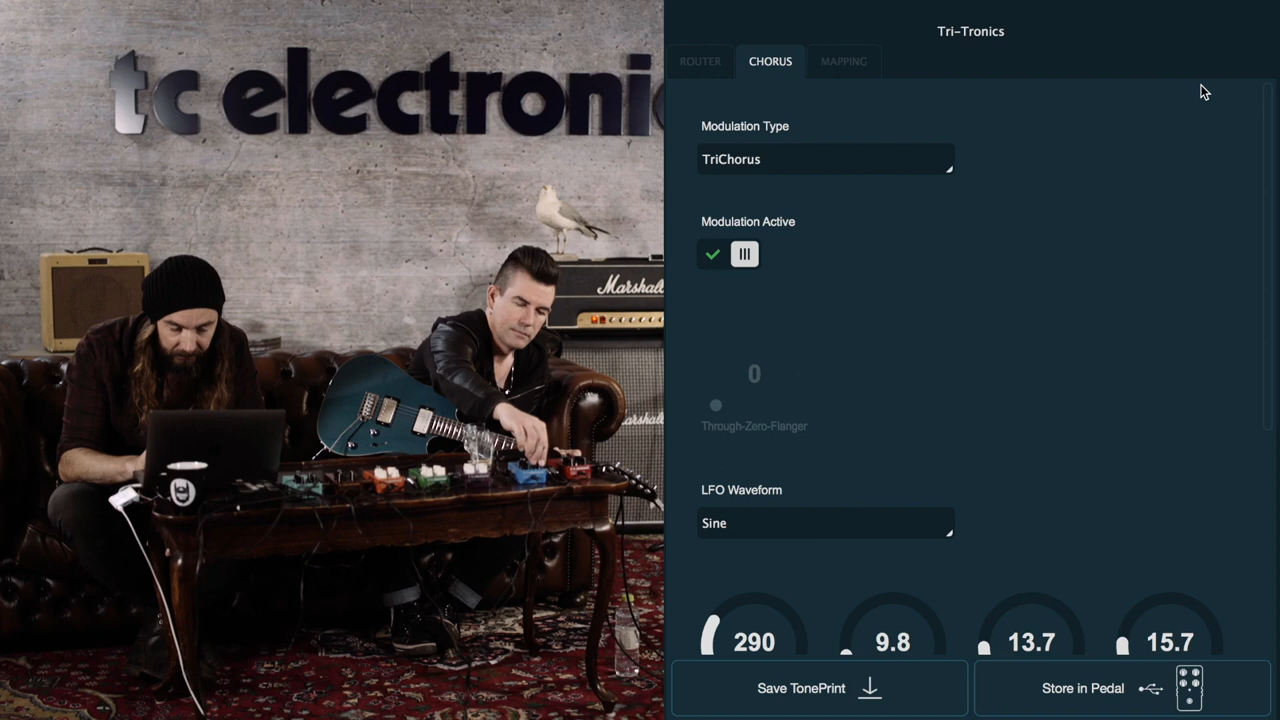 tc electronic
Marshall
Marshall
Tri-Tronics
ROUTER
CHORUS
MAPPING
Modulation Type
TriChorus
Modulation Active
0
Through-Zero-Flanger
LFO Waveform
Sine
290
9.8
13.7
15.7
Save TonePrint
Store in Pedal